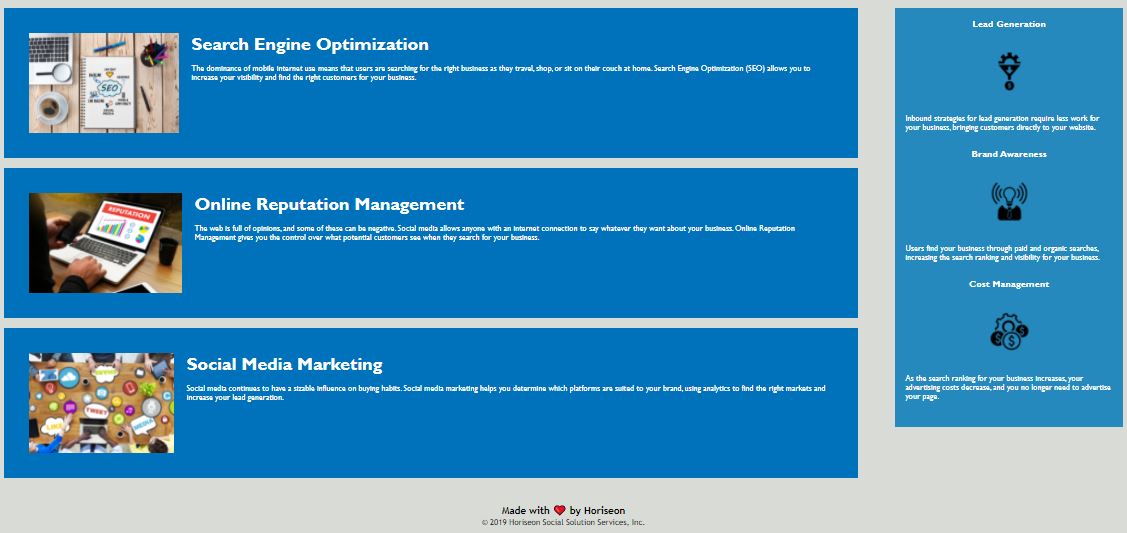 Search Engine Optimization
The dominance of mobile internet use means that users are searching for the right business as they travel, shop, or sit on their couch at home. Search Engine Optimization (SEO) allows you to
increase your visibility and find the right customers for your business.
SEO
Online Reputation Management
The web is full of opinions, and some of these can be negative. Social media allows anyone with an internet connection to say whatever they want about your business. Online Reputation
Management gives you the control over what potential customers see when they search for your business.
REPUTATION
Social Media Marketing
Social media continues to have a sizable influence on buying habits. Social media marketing helps you determine which platforms are suited to your brand, using analytics to find the right markets and
increase your lead generation.
TWEET
LINK
MEDIA
Lead Generation
Inbound strategies for lead generation require less work for
your business, bringing customers directly to your website.
Brand Awareness
Users find your business through paid and organic searches,
increasing the search ranking and visibility for your business.
Cost Management
As the search ranking for your business increases, your
advertising costs decrease, and you no longer need to advertise
your page.
Made with ❤️ by Horiseon
© 2019 Horiseon Social Solution Services, Inc.